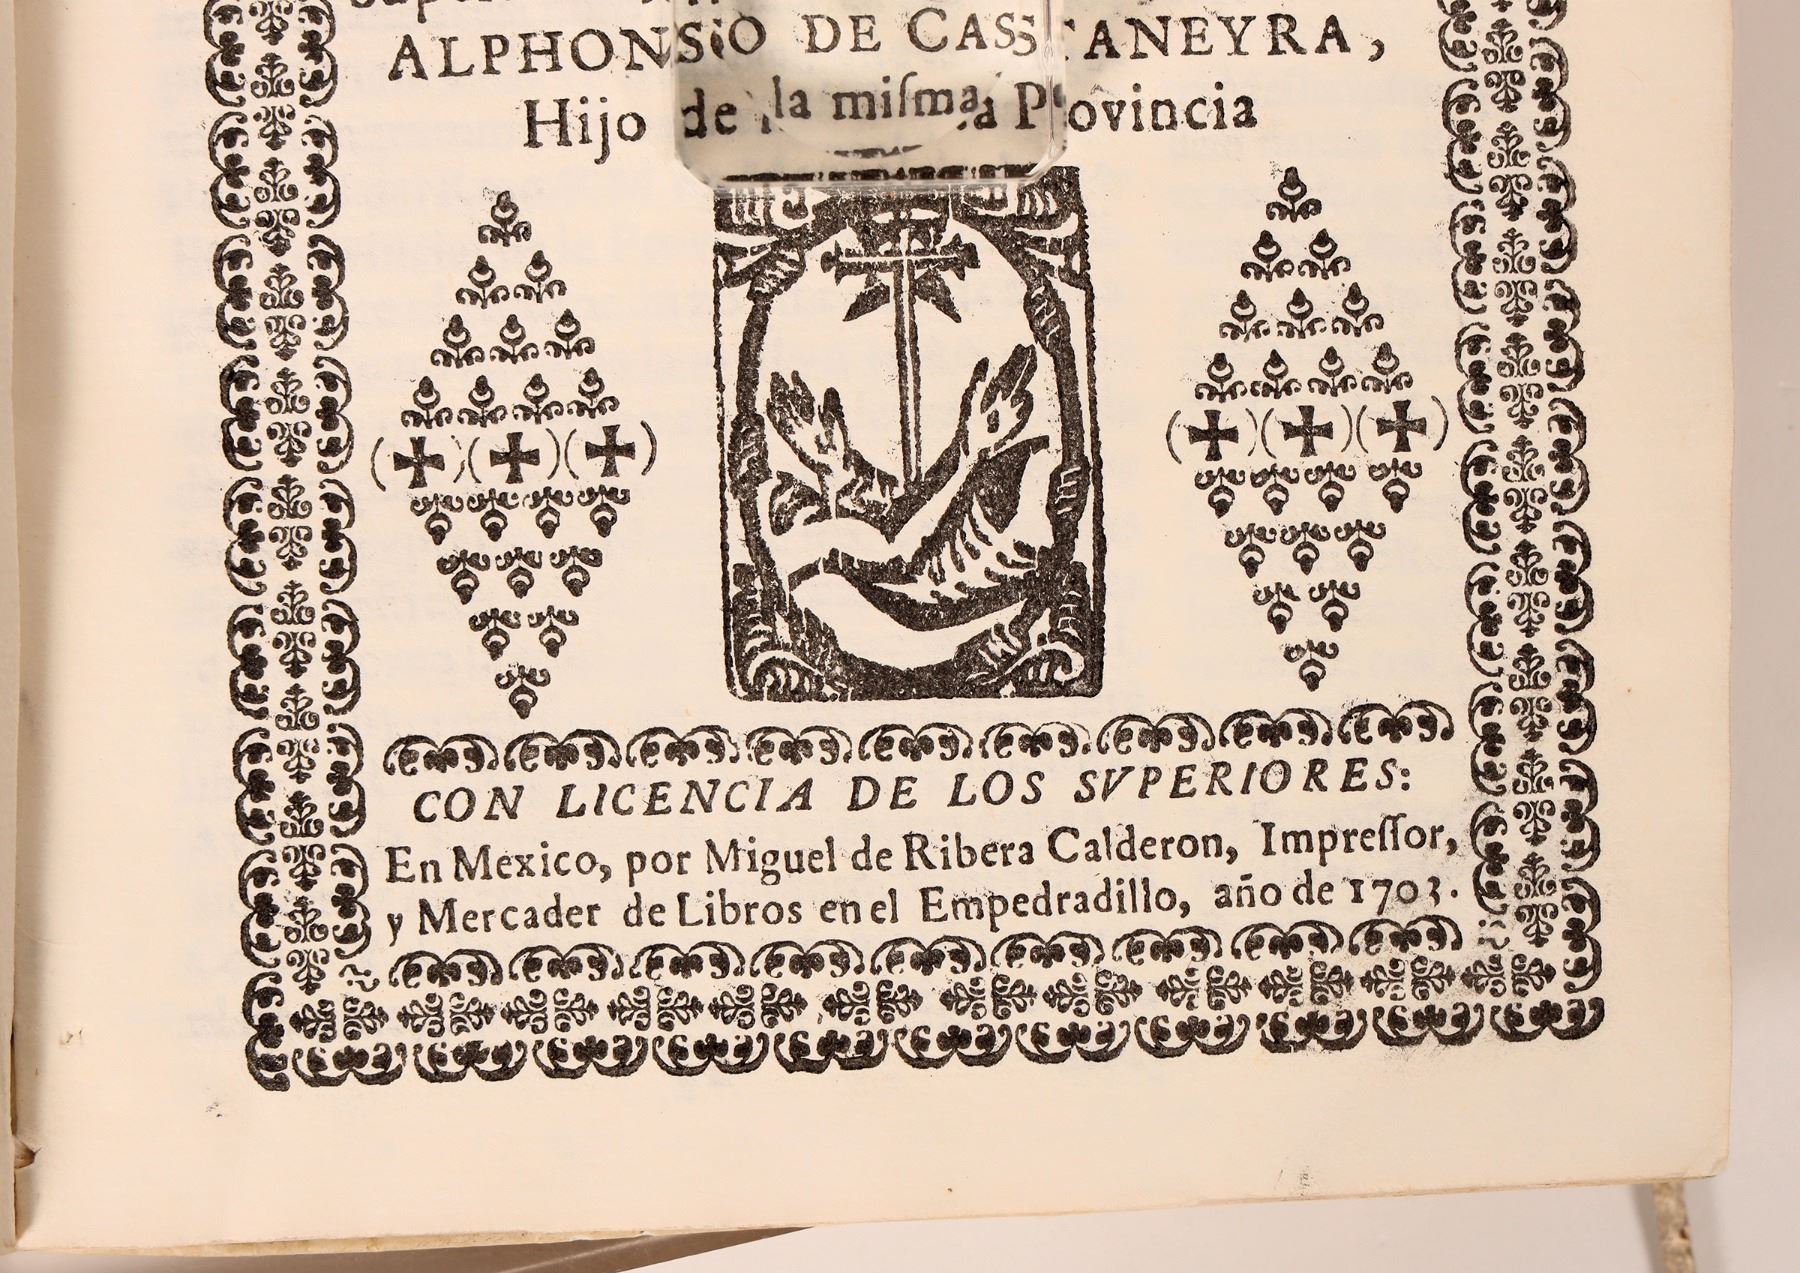 ALPHONSO DE CASTANEYRA,
Hijo de la misma Provincia
CON LICENCIA DE LOS SVPERIORES:
En Mexico, por Miguel de Ribera Calderon, Impressor,
y Mercader de Libros en el Empedradillo, año de 1703.